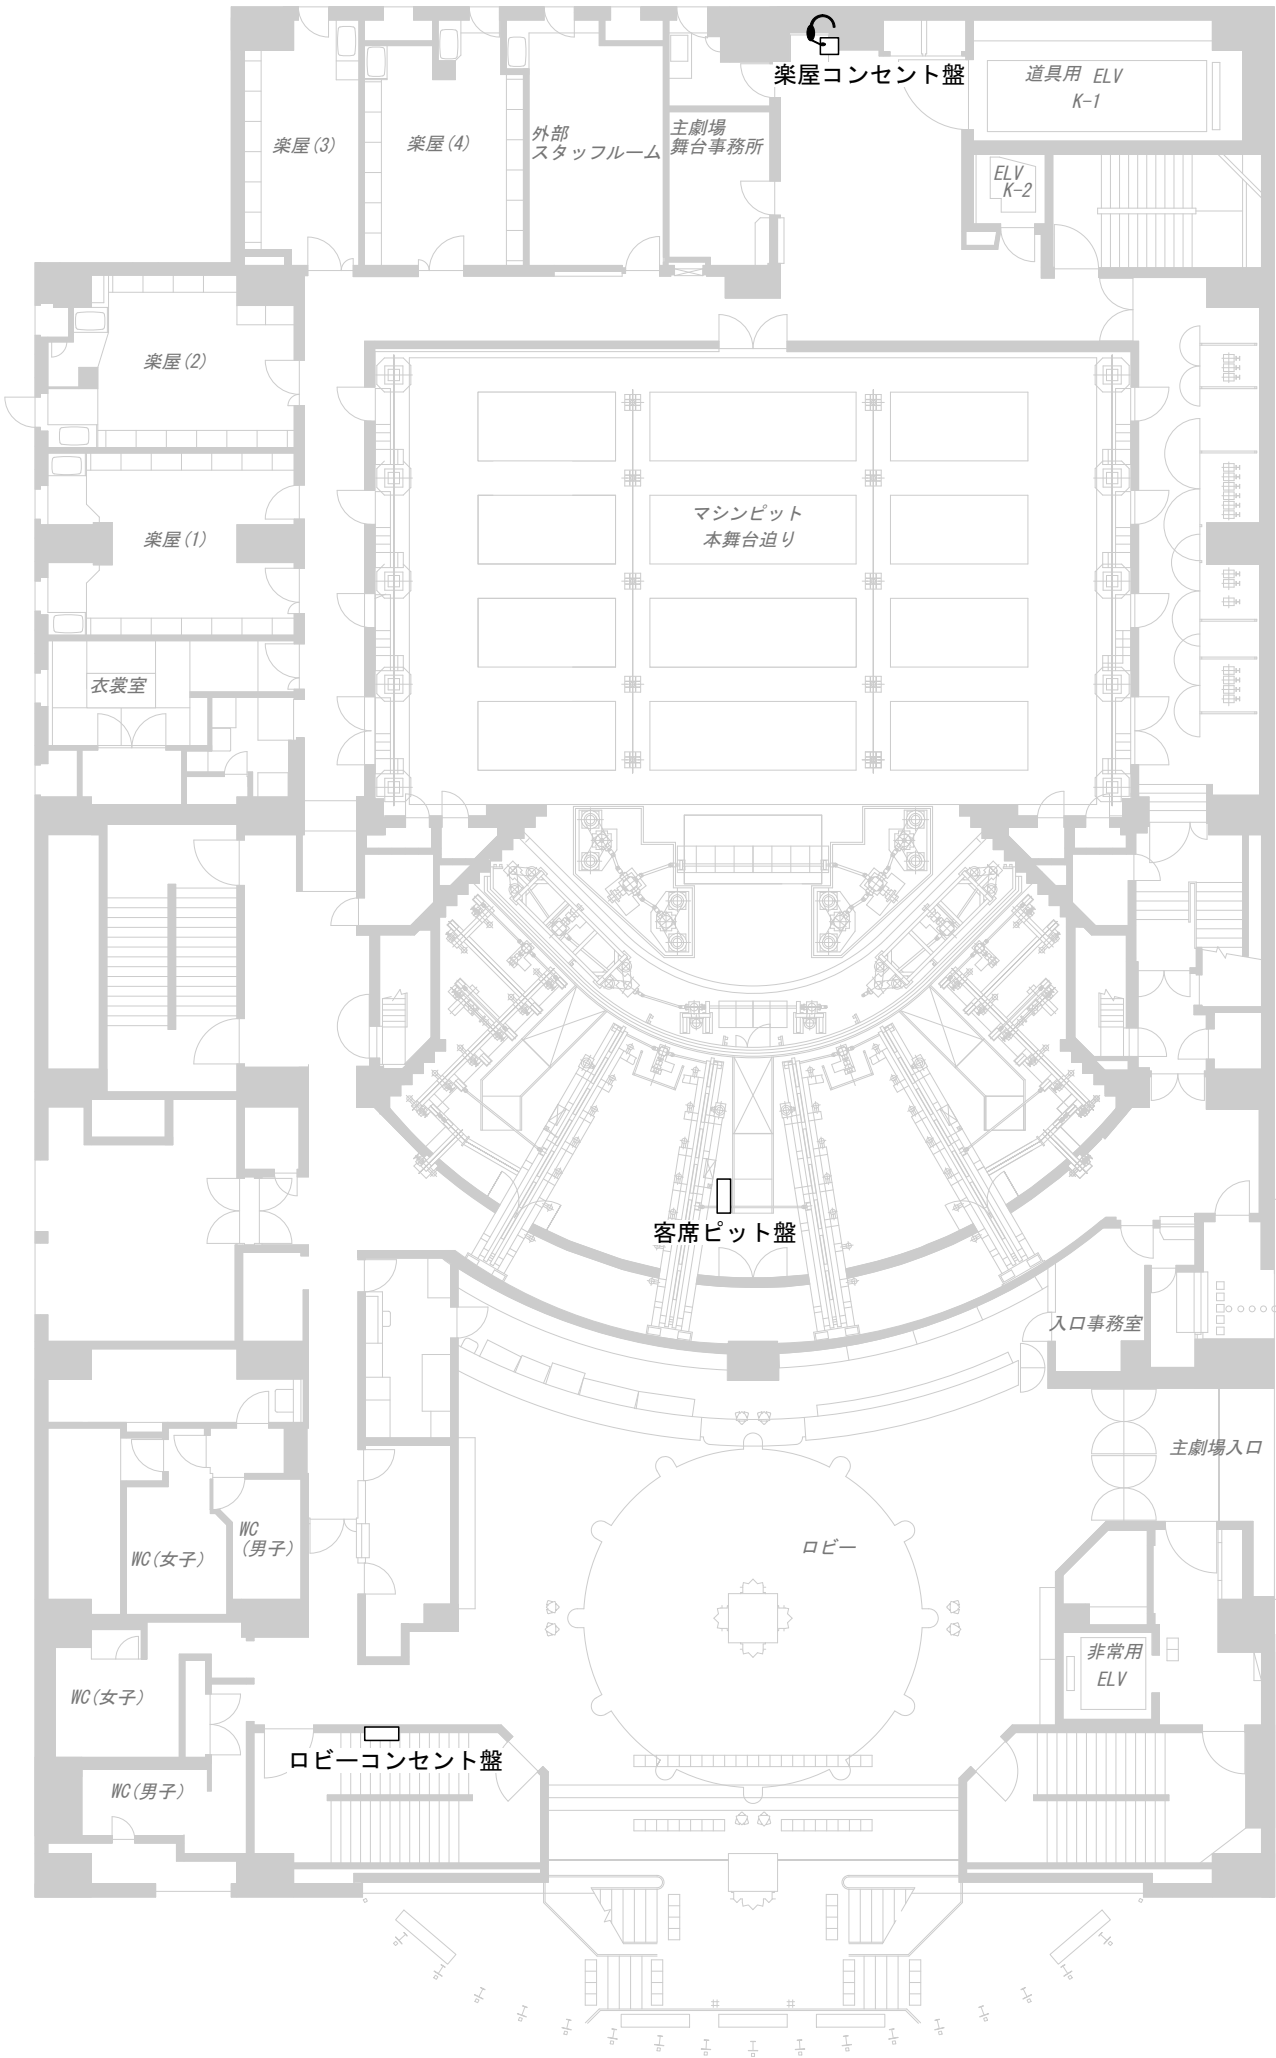 楽屋コンセント盤
道具用 ELV
K-1
楽屋(3)
楽屋(4)
外部
スタッフルーム
主劇場
舞台事務所
ELV
K-2
楽屋(2)
マシンピット
本舞台迫り
楽屋(1)
衣裳室
客席ピット盤
入口事務室
主劇場入口
WC
(男子)
WC(女子)
ロビー
非常用
ELV
WC(女子)
ロビーコンセント盤
WC(男子)